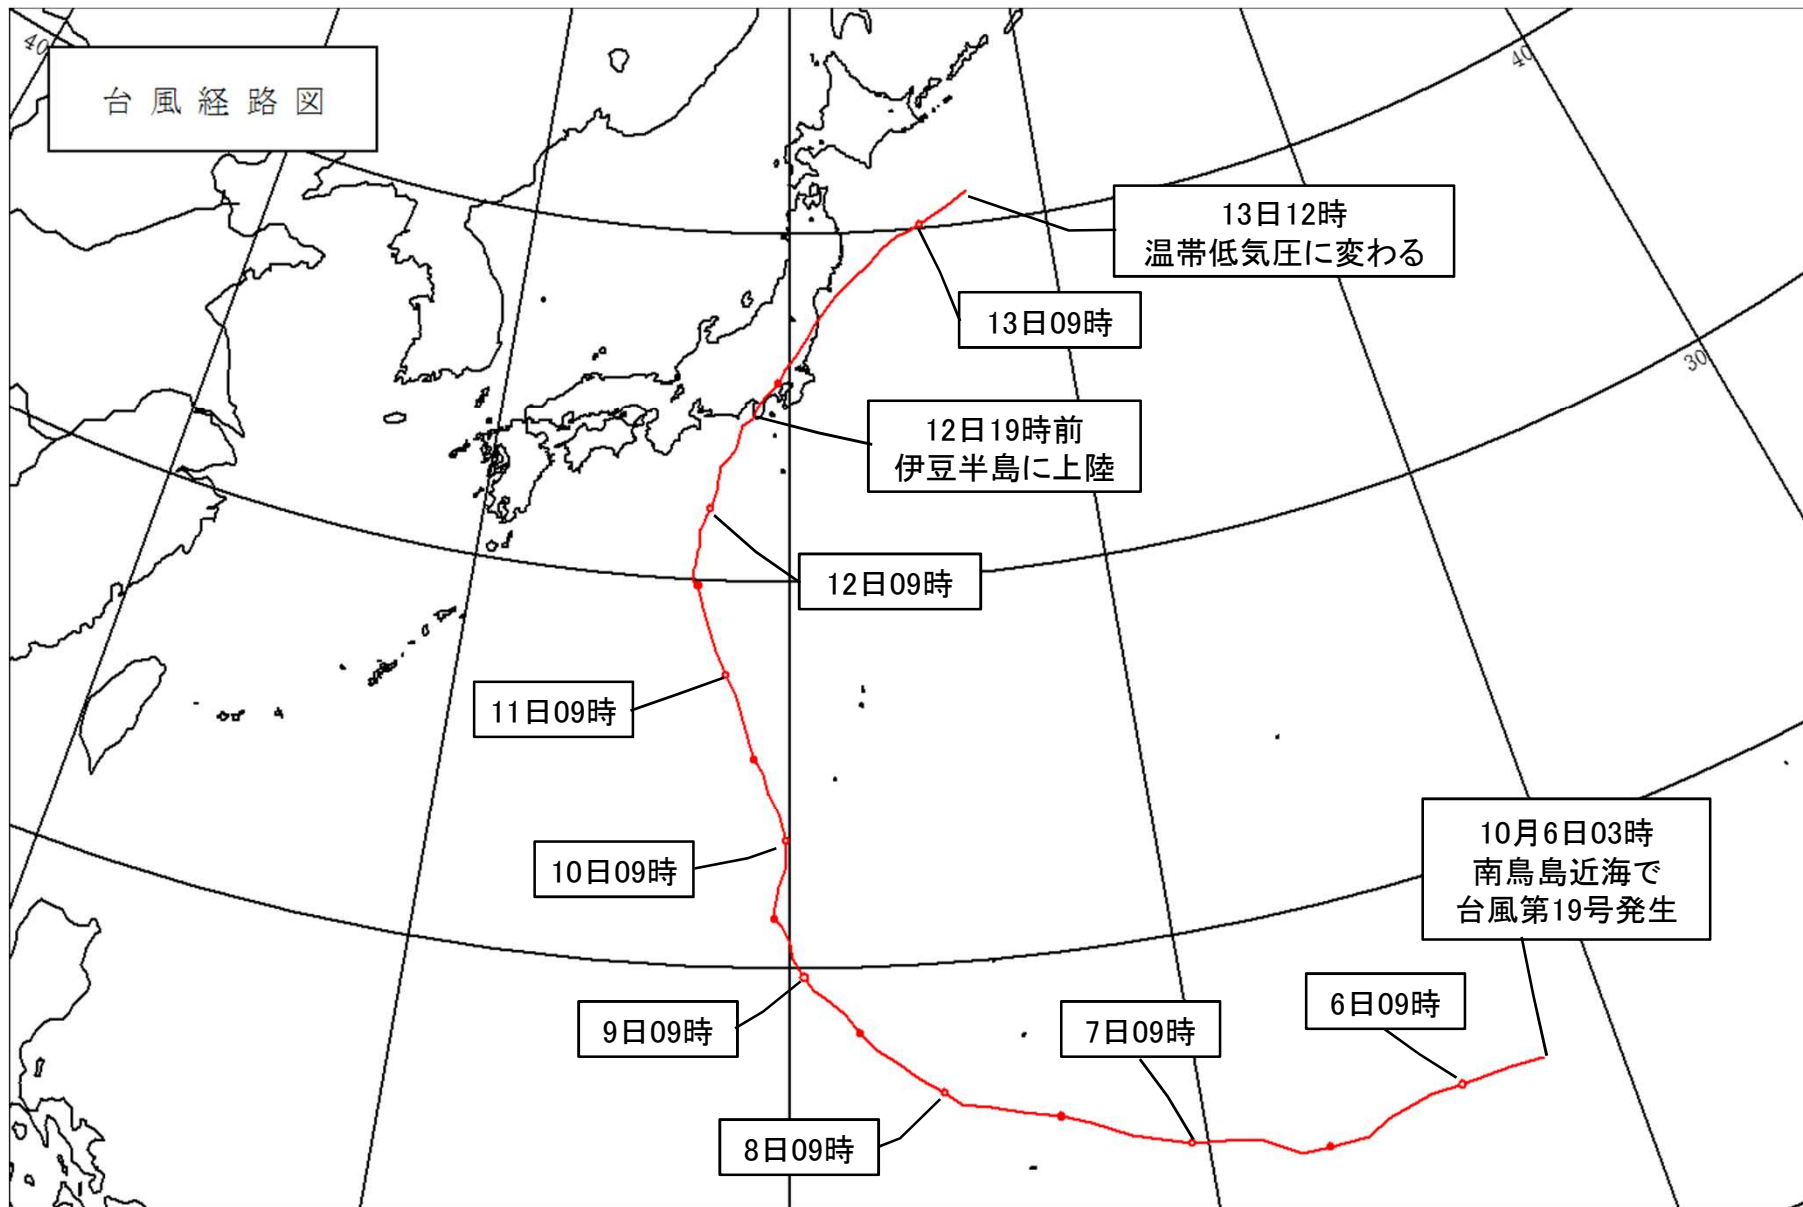 40
台風経路図
40
13日12時
温帯低気圧に変わる
13日09時
30
12日19時前
伊豆半島に上陸
12日09時
11日09時
10月6日03時
南鳥島近海で
台風第19号発生
10日09時
6日09時
9日09時
7日09時
8日09時